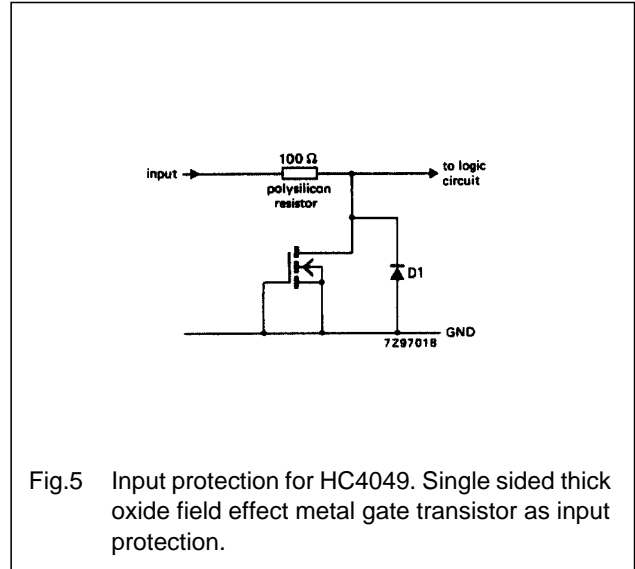 100 Ω
input
to logic
circuit
polysilicon
resistor
D1
GND
7Z97018
Fig.5 Input protection for HC4049. Single sided thick
oxide field effect metal gate transistor as input
protection.